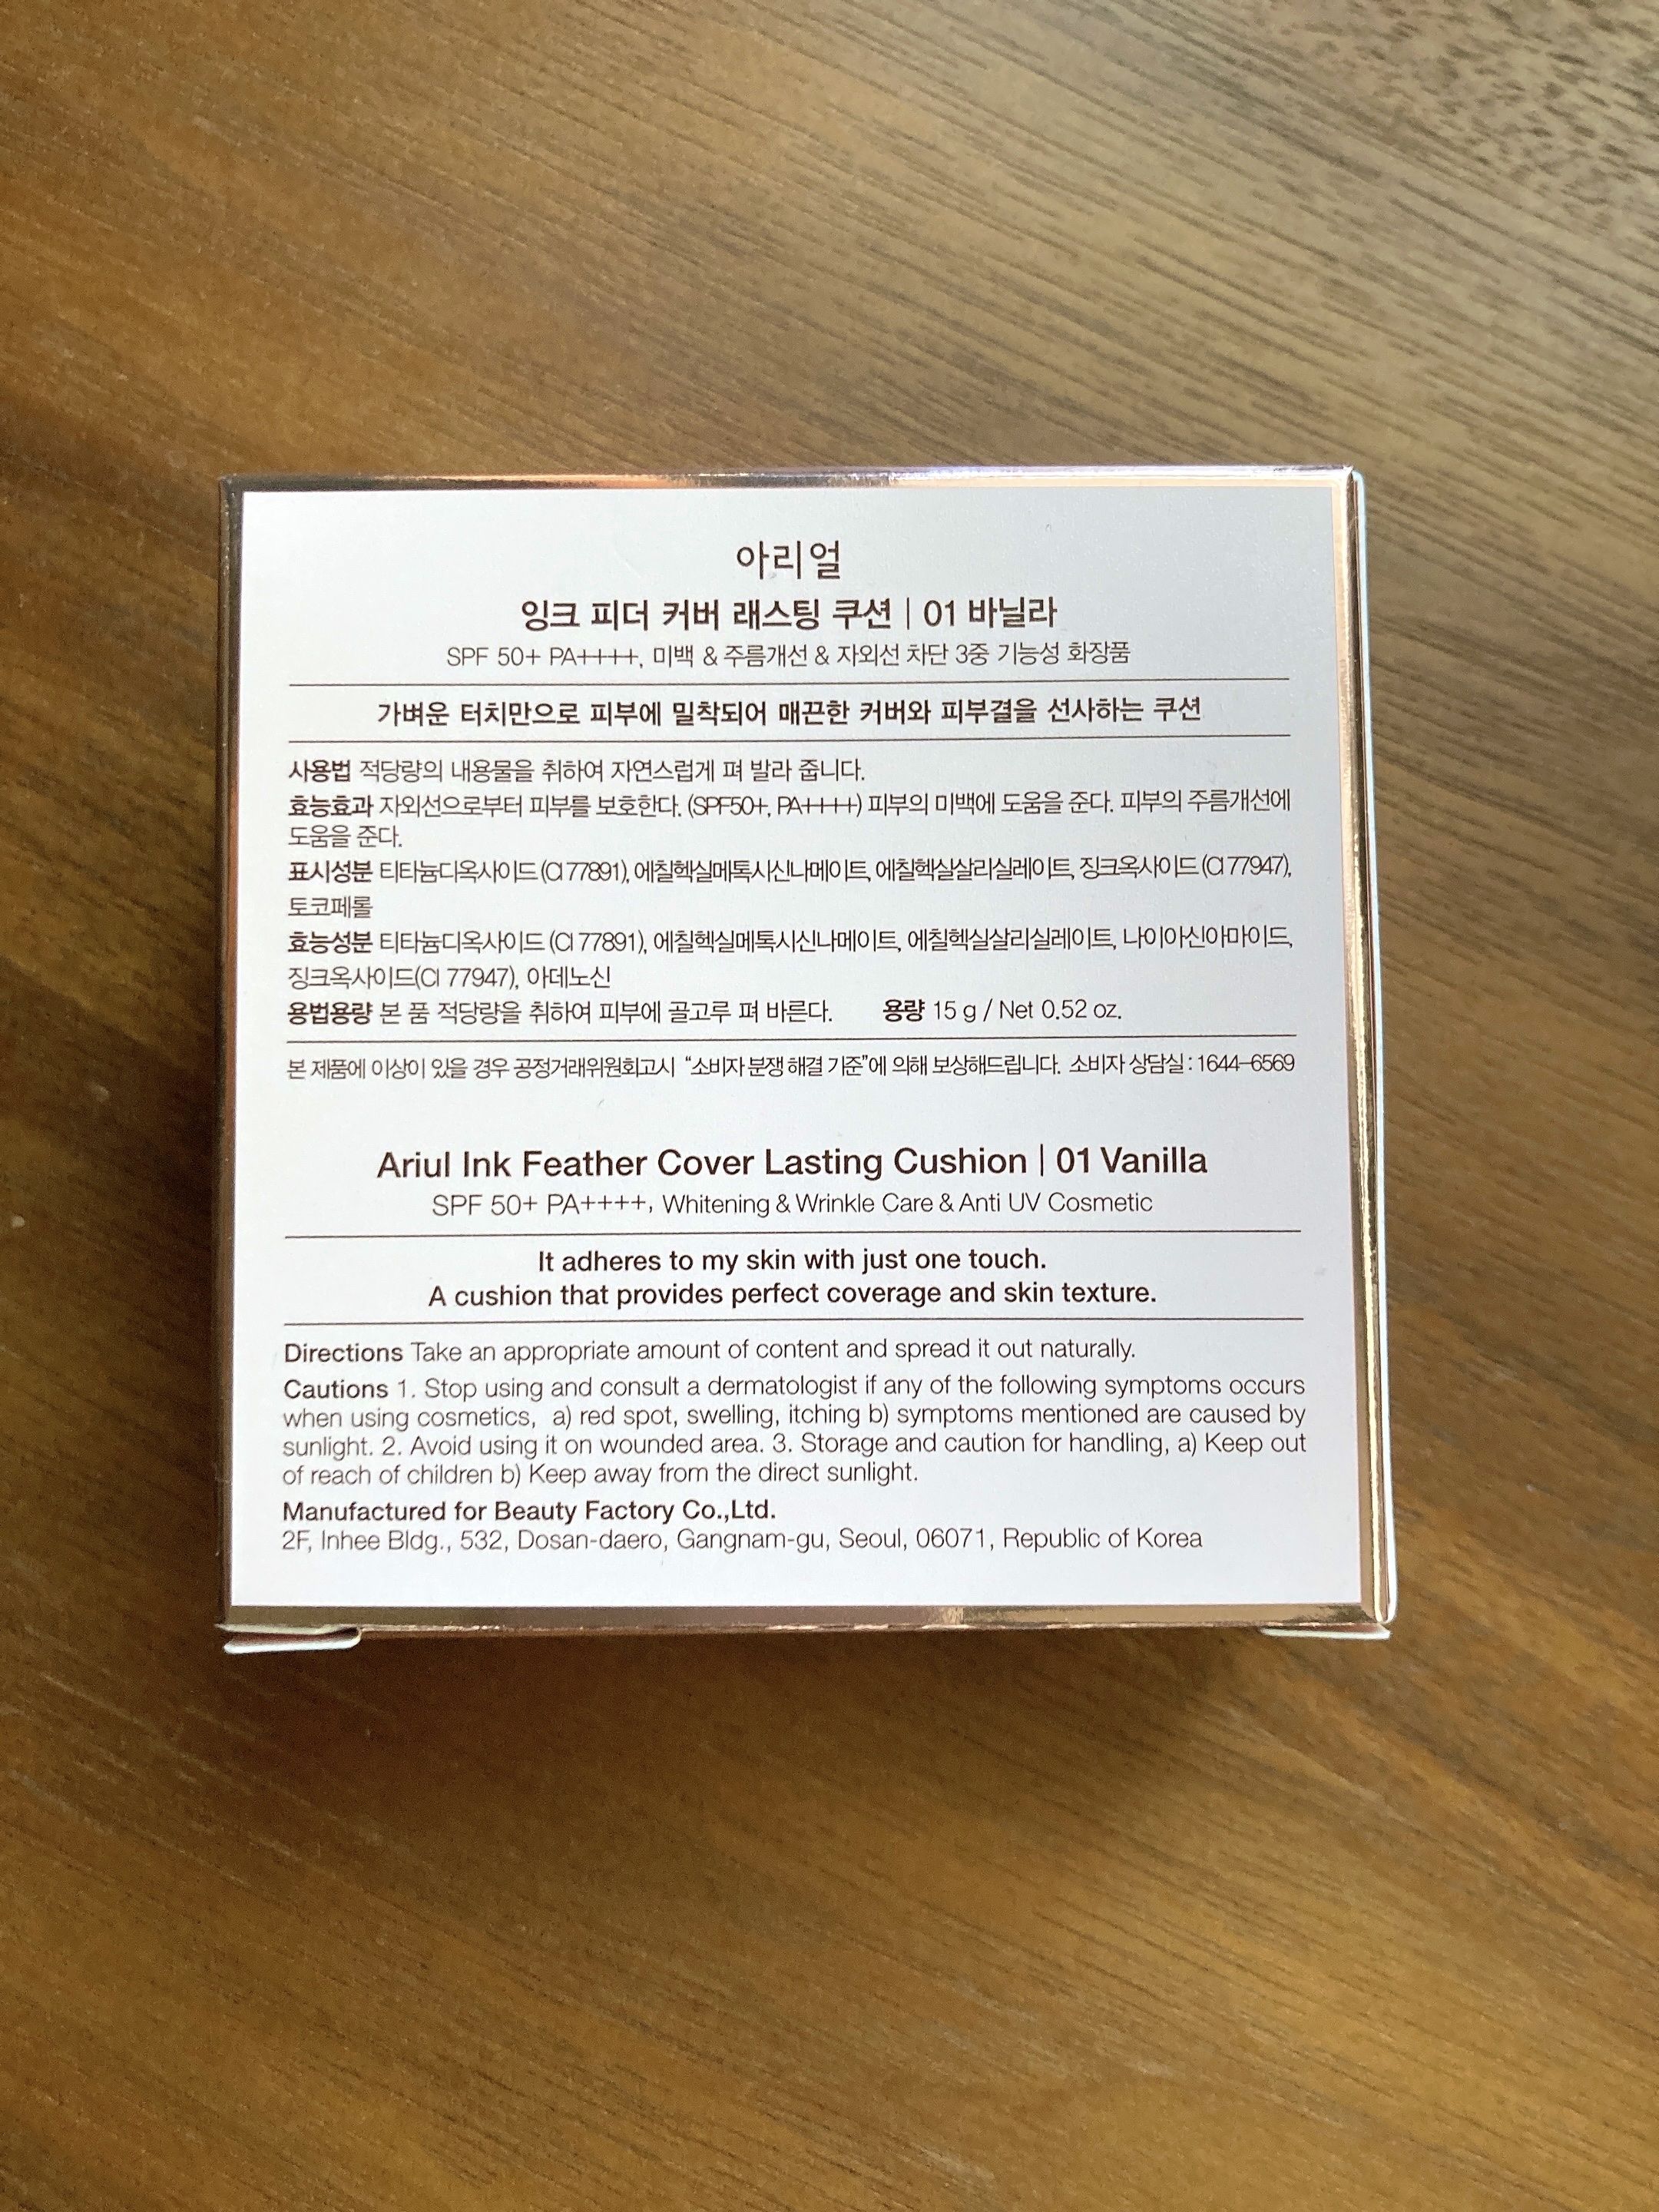 아리얼
잉크 피더 커버 래스팅 쿠션 | 01 바닐라
SPF 50+ PA++++, 미백 & 주름개선 & 자외선 차단 3중 기능성 화장품
가벼운 터치만으로 피부에 밀착되어 매끈한 커버와 피부결을 선사하는 쿠션
사용법 적당량의 내용물을 취하여 자연스럽게 펴 발라 줍니다.
효능효과 자외선으로부터 피부를 보호한다. (SPF50+, PA++++) 피부의 미백에 도움을 준다. 피부의 주름개선에
도움을 준다.
표시성분 티타늄디옥사이드 (CI 77891), 에칠헥실메톡시신나메이트, 에칠헥실살리실레이트, 징크옥사이드 (CI 77947),
토코페롤
효능성분 티타늄디옥사이드 (CI 77891), 에칠헥실메톡시신나메이트, 에칠헥실살리실레이트, 나이아신아마이드,
징크옥사이드(CI 77947), 아데노신
용법용량 본 품 적당량을 취하여 피부에 골고루 펴 바른다. 용량 15 g / Net 0.52 oz.
본 제품에 이상이 있을 경우 공정거래위원회고시 “소비자 분쟁 해결 기준”에 의해 보상해드립니다. 소비자 상담실 : 1644-6569
Ariul Ink Feather Cover Lasting Cushion | 01 Vanilla
SPF 50+ PA++++, Whitening & Wrinkle Care & Anti UV Cosmetic
It adheres to my skin with just one touch.
A cushion that provides perfect coverage and skin texture.
Directions Take an appropriate amount of content and spread it out naturally.
Cautions 1. Stop using and consult a dermatologist if any of the following symptoms occurs
when using cosmetics, a) red spot, swelling, itching b) symptoms mentioned are caused by
sunlight. 2. Avoid using it on wounded area. 3. Storage and caution for handling, a) Keep out
of reach of children b) Keep away from the direct sunlight.
Manufactured for Beauty Factory Co.,Ltd.
2F, Inhee Bldg., 532, Dosan-daero, Gangnam-gu, Seoul, 06071, Republic of Korea